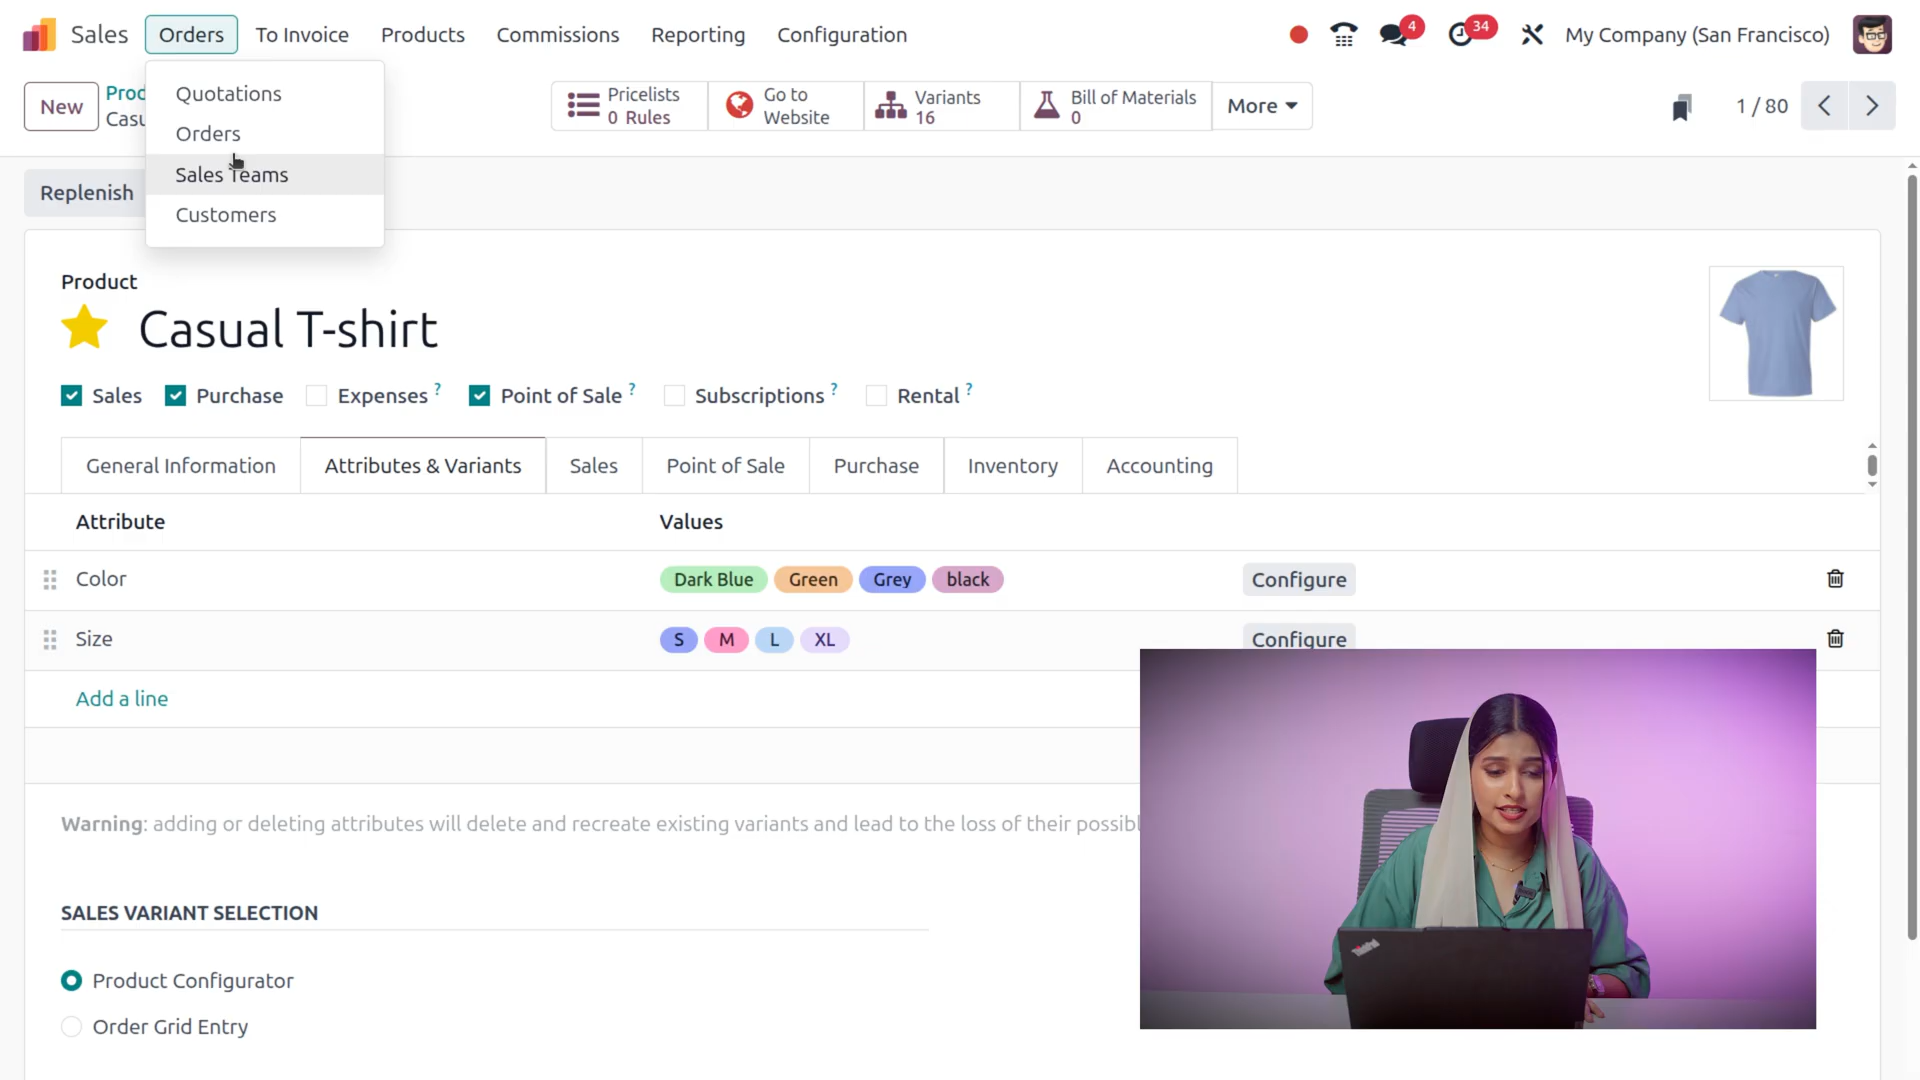 Sales
Orders
To Invoice
Products
Commissions
Reporting
Configuration
4
34
My Company (San Francisco)
New
Prod
Casu
Quotations
Orders
Sales Teams
Customers
Pricelists
0 Rules
Go to
Website
Variants
16
Bill of Materials
0
More
1 / 80
Replenish
Product
Casual T-shirt
Sales
Purchase
Expenses ?
Point of Sale ?
Subscriptions ?
Rental ?
General Information
Attributes & Variants
Sales
Point of Sale
Purchase
Inventory
Accounting
Attribute
Values
Color
Dark Blue
Green
Grey
black
Configure
Size
S
M
L
XL
Configure
Add a line
Warning: adding or deleting attributes will delete and recreate existing variants and lead to the loss of their possibl
SALES VARIANT SELECTION
Product Configurator
Order Grid Entry